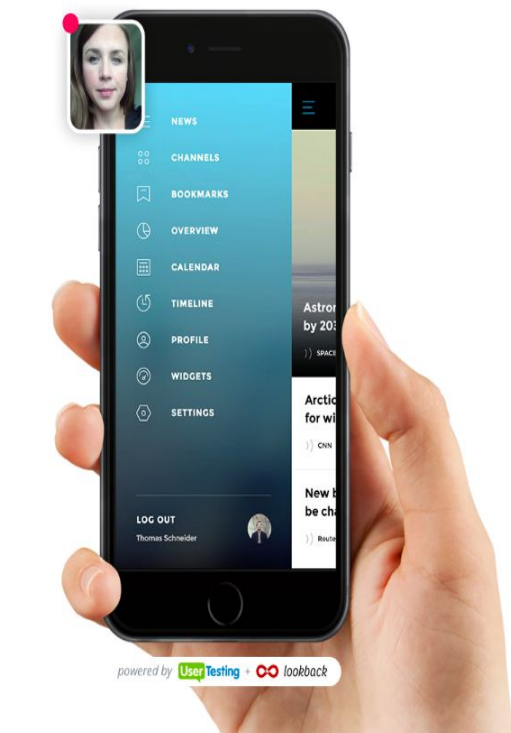 NEWS
CHANNELS
BOOKMARKS
OVERVIEW
CALENDAR
TIMELINE
PROFILE
WIDGETS
SETTINGS
LOG OUT
Thomas Schneider
Astron
by 203
SPACE
Arctic
for wi
CNN
New b
be cha
Route
powered by UserTesting + lookback